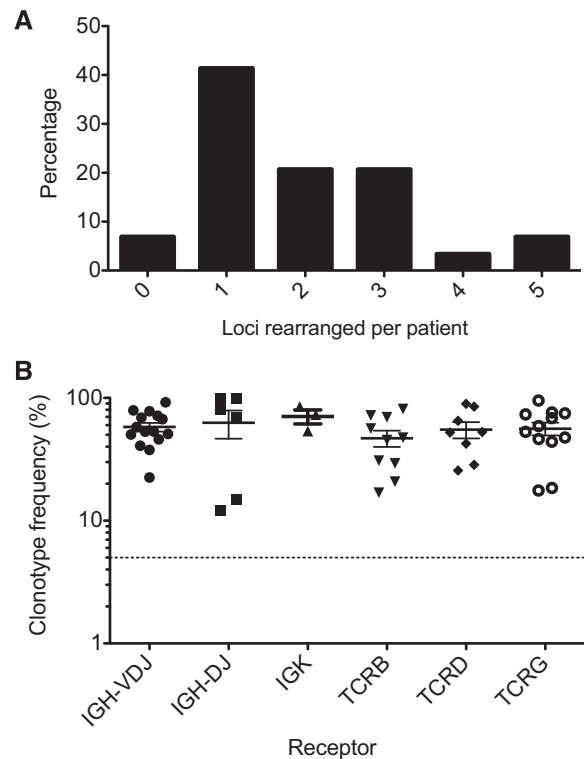 A
50
40
30
20
10
0
Percentage
0 1 2 3 4 5
Loci rearranged per patient
B
100
10
1
Clonotype frequency (%)
IGH-VDJ IGH-DJ IGK TCRB TCRD TCRG
Receptor